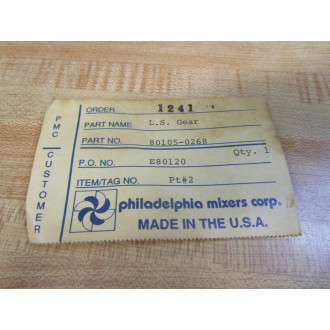 ORDER 1241
PART NAME L.S. Gear
PART NO. 80105-0268
Qty. 1
P.O. NO. E80120
ITEM/TAG NO. Pt#2
PMC CUSTOMER
philadelphia mixers corp.
MADE IN THE U.S.A.